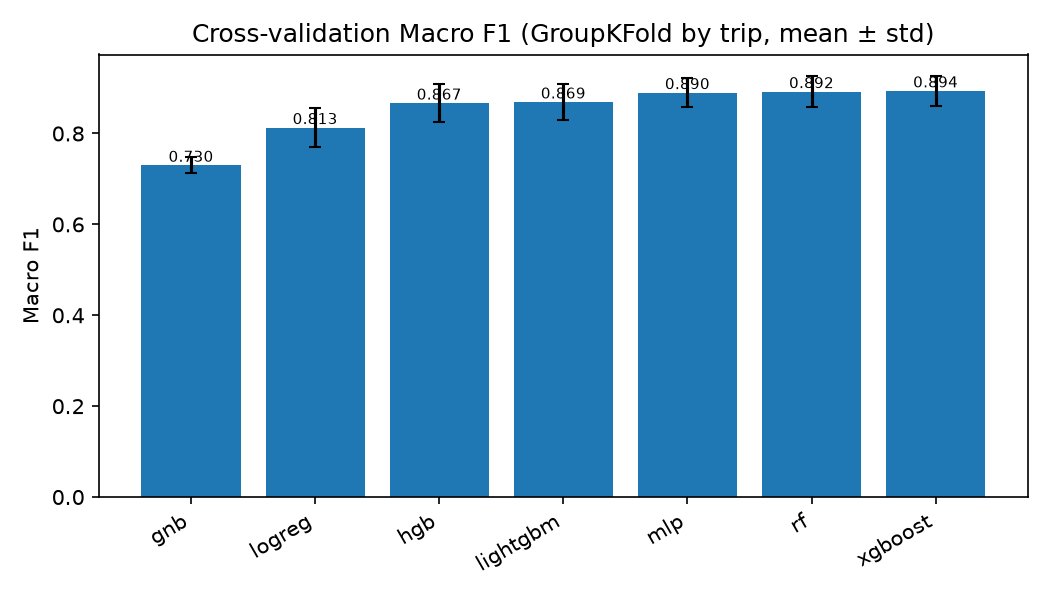 Cross-validation Macro F1 (GroupKFold by trip, mean ± std)
Macro F1
0.8
0.6
0.4
0.2
0.0
0.730
0.813
0.867
0.869
0.890
0.892
0.894
gnb
logreg
hgb
lightgbm
mlp
rf
xgboost